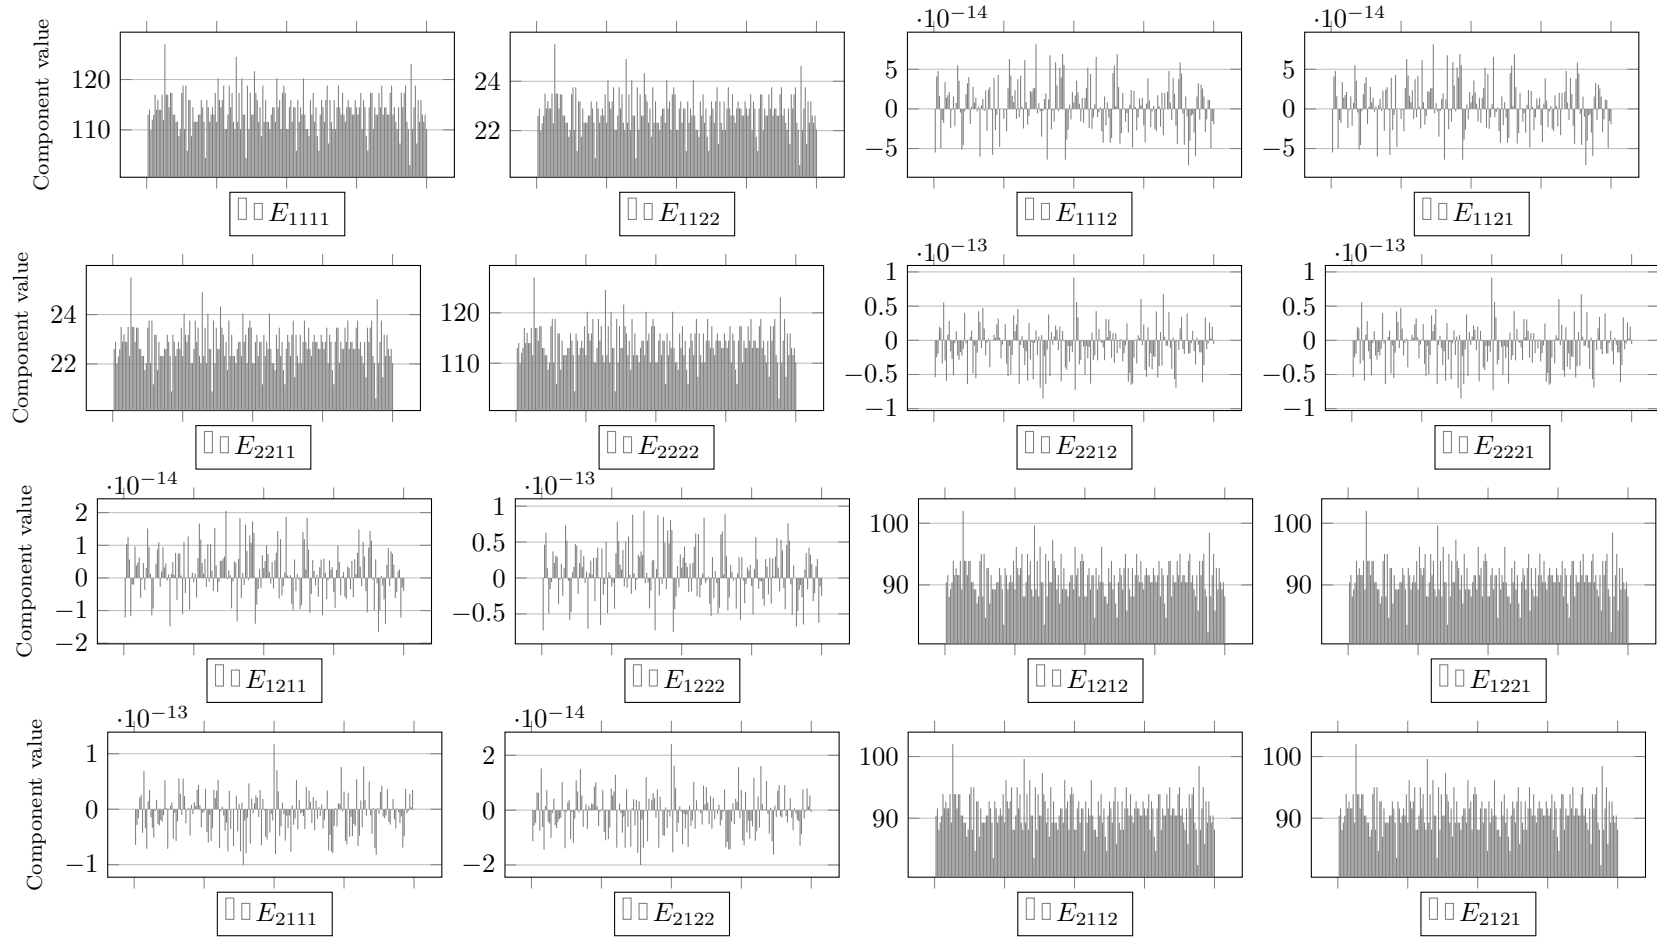 ·10⁻¹⁴ ·10⁻¹⁴
Component value 120 110 24 22 5 0 −5 5 0 −5
E₁₁₁₁ E₁₁₂₂ E₁₁₁₂ E₁₁₂₁
·10⁻¹³ ·10⁻¹³
Component value 24 22 120 110 1 0.5 0 −0.5 −1 1 0.5 0 −0.5 −1
E₂₂₁₁ E₂₂₂₂ E₂₂₁₂ E₂₂₂₁
·10⁻¹⁴ ·10⁻¹³
Component value 2 1 0 −1 −2 1 0.5 0 −0.5 100 90 100 90
E₁₂₁₁ E₁₂₂₂ E₁₂₁₂ E₁₂₂₁
·10⁻¹³ ·10⁻¹⁴
Component value 1 0 −1 2 0 −2 100 90 100 90
E₂₁₁₁ E₂₁₂₂ E₂₁₁₂ E₂₁₂₁